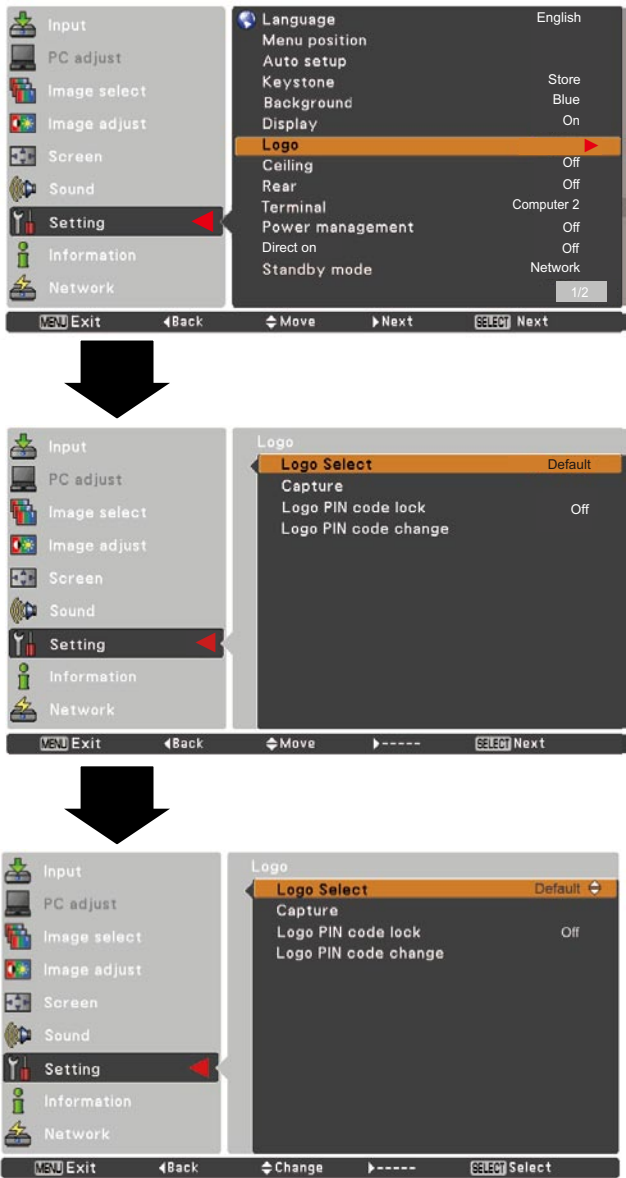 Input
PC adjust
Image select
Image adjust
Screen
Sound
Setting
Information
Network
Language English
Menu position
Auto setup
Keystone Store
Background Blue
Display On
Logo
Ceiling Off
Rear Off
Terminal Computer 2
Power management Off
Direct on Off
Standby mode Network
1/2
MENU Exit Back Move Next SELECT Next
Input
PC adjust
Image select
Image adjust
Screen
Sound
Setting
Information
Network
Logo
Logo Select Default
Capture
Logo PIN code lock Off
Logo PIN code change
MENU Exit Back Move ----- SELECT Next
Input
PC adjust
Image select
Image adjust
Screen
Sound
Setting
Information
Network
Logo
Logo Select Default
Capture
Logo PIN code lock Off
Logo PIN code change
MENU Exit Back Change ----- SELECT Select